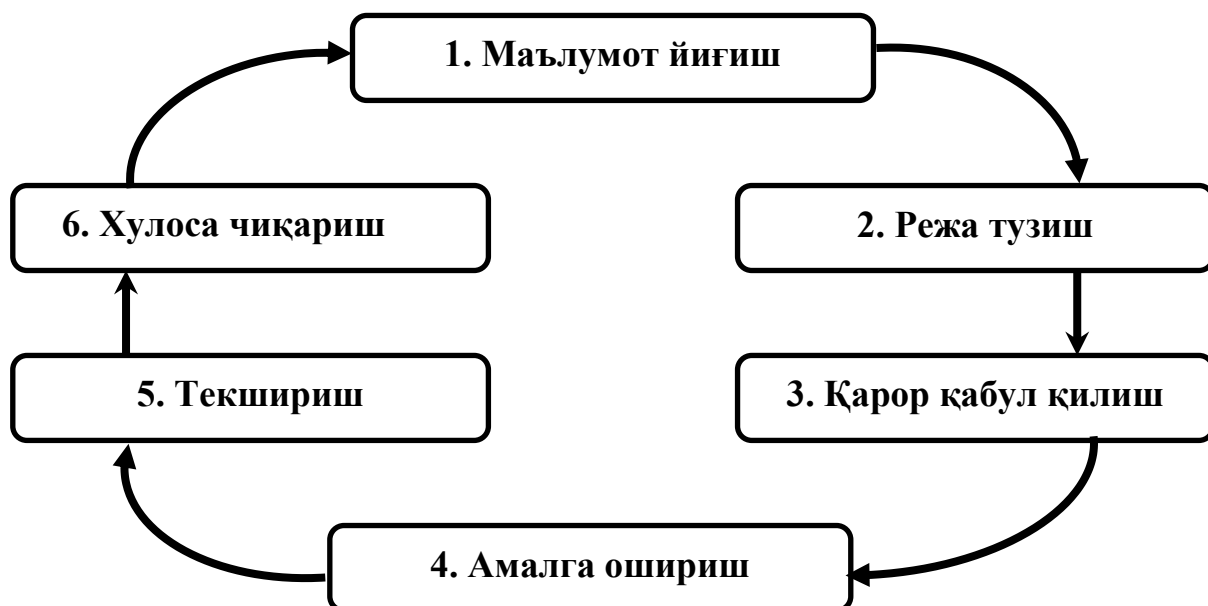 1. Маълумот йиғиш
2. Режа тузиш
3. Қарор қабул қилиш
4. Амалга ошириш
5. Текшириш
6. Хулоса чиқариш